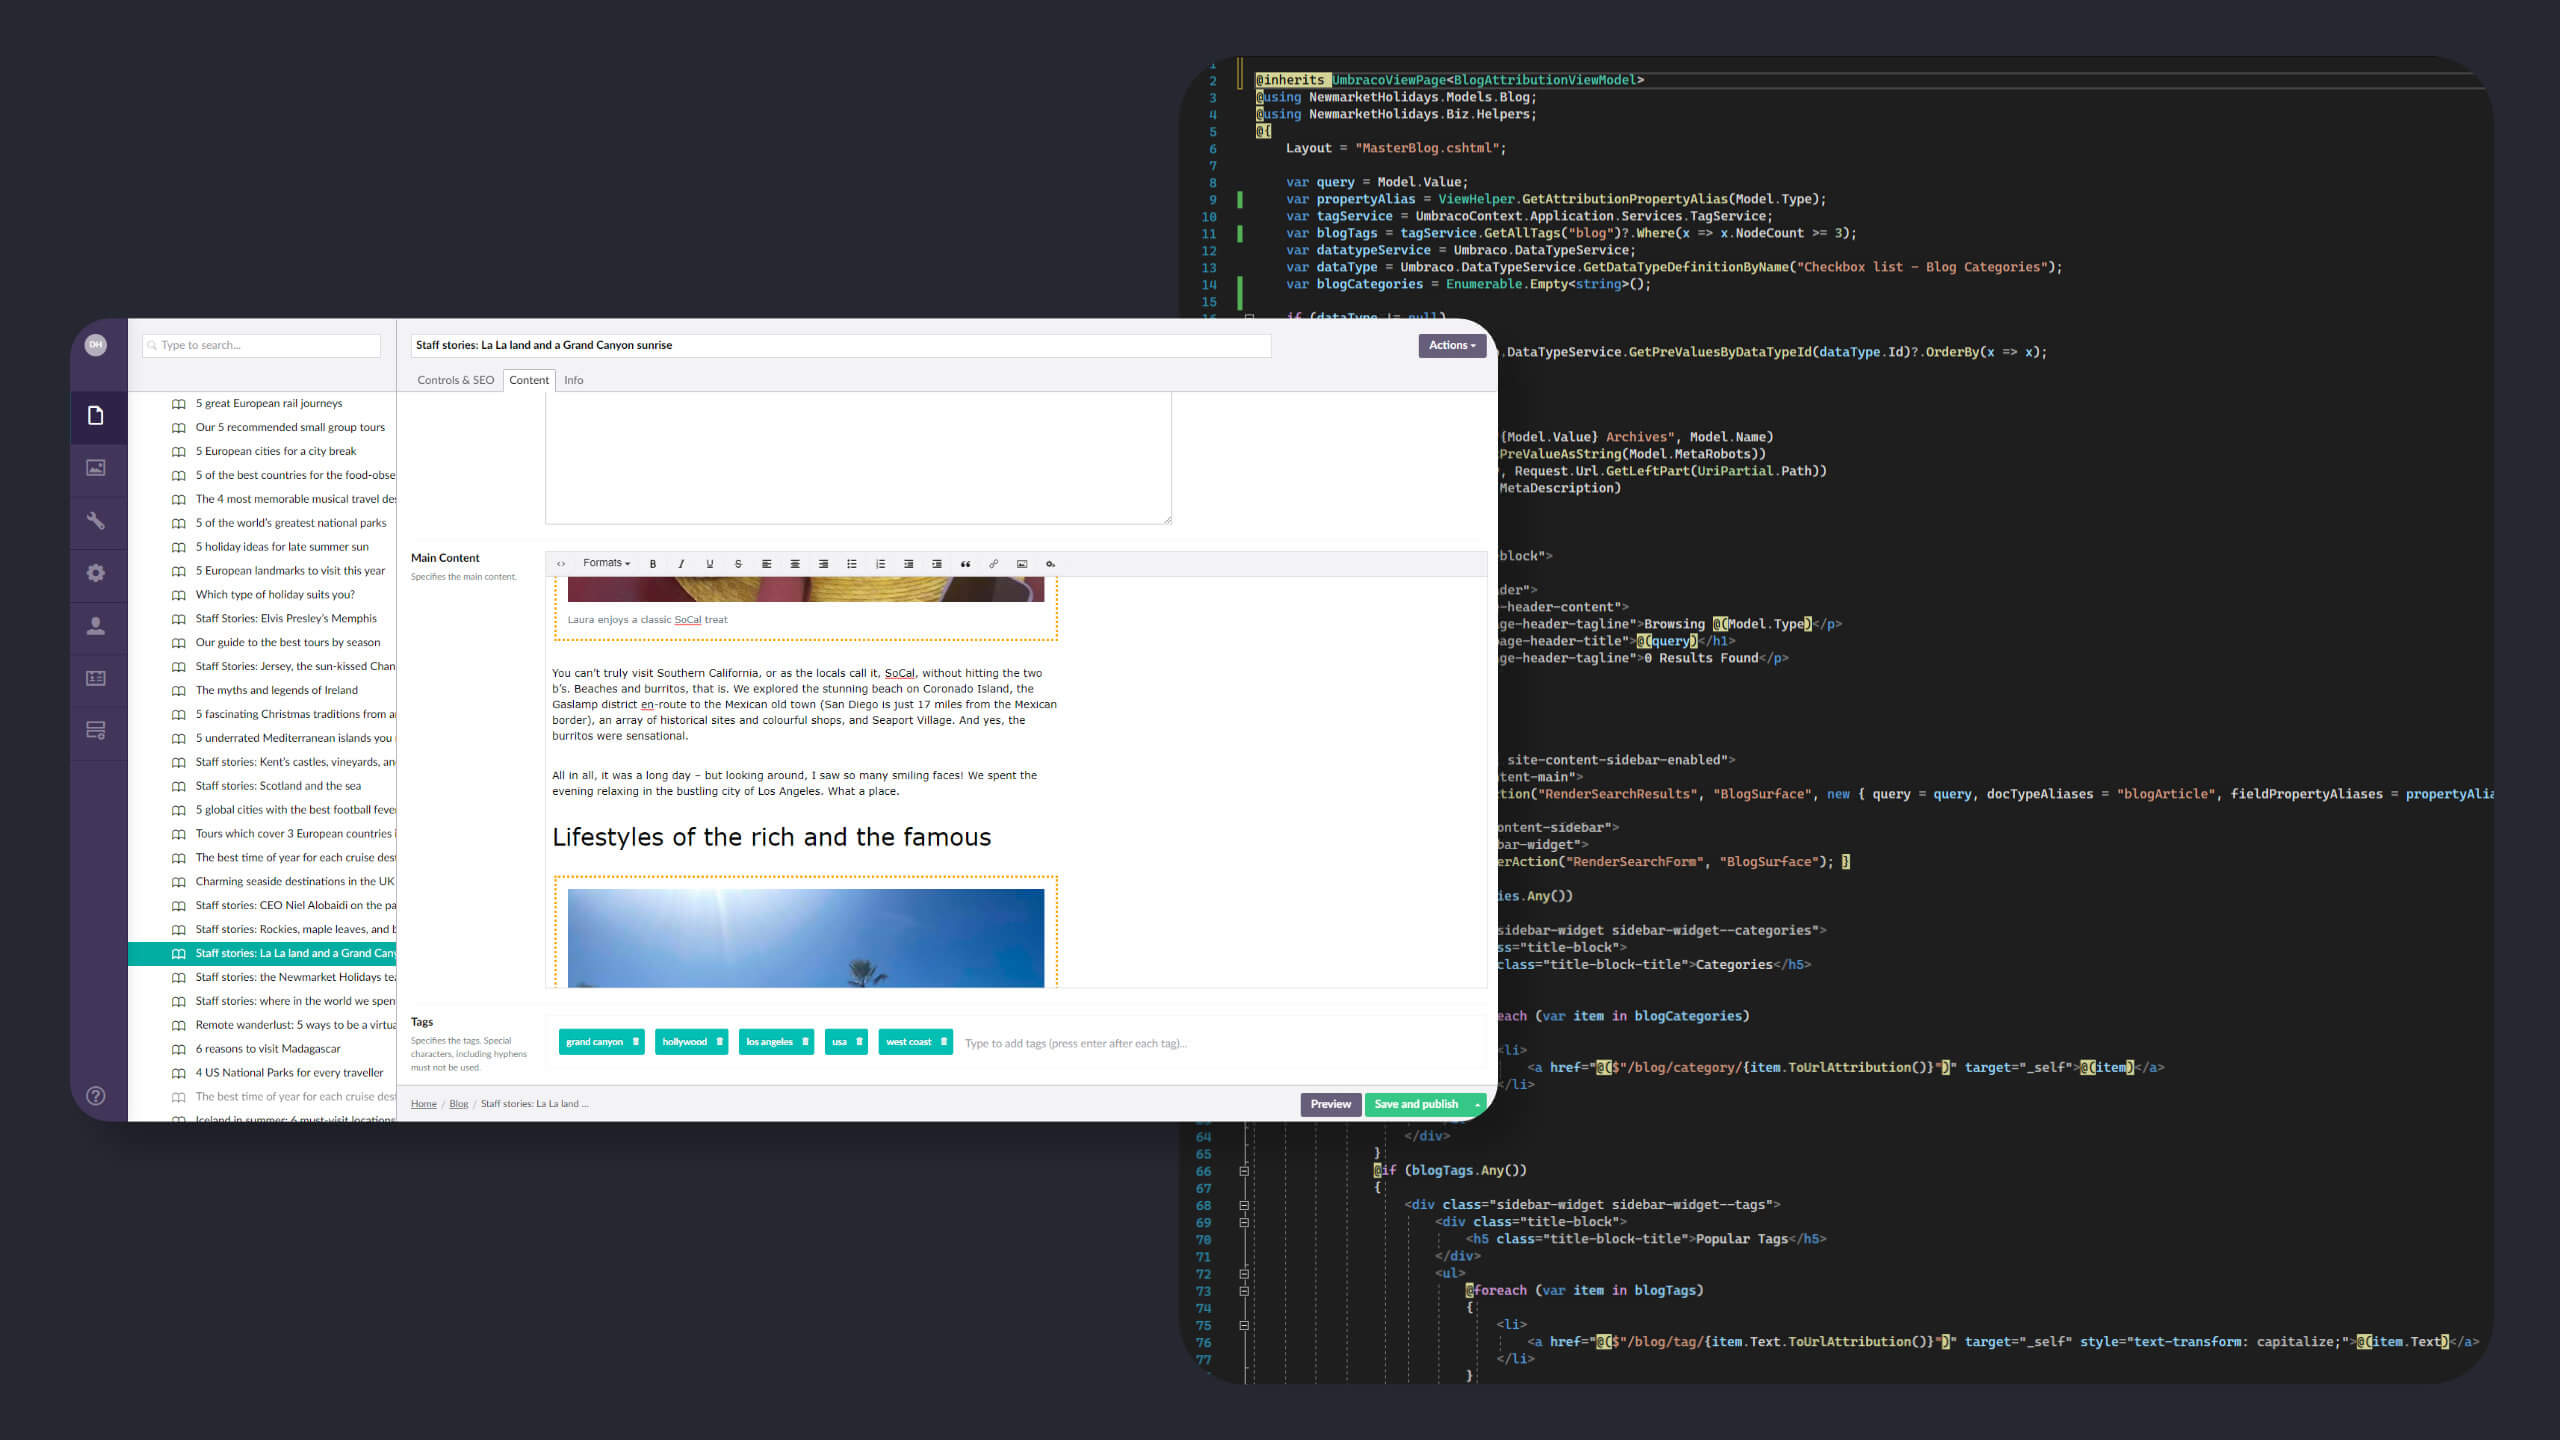 DH
Type to search...
5 great European rail journeys
Our 5 recommended small group tours
5 European cities for a city break
5 of the best countries for the food-obse
The 4 most memorable musical travel des
5 of the world's greatest national parks
5 holiday ideas for late summer sun
5 European landmarks to visit this year
Which type of holiday suits you?
Staff Stories: Elvis Presley's Memphis
Our guide to the best tours by season
Staff Stories: Jersey, the sun-kissed Chan
The myths and legends of Ireland
5 fascinating Christmas traditions from a
5 underrated Mediterranean islands you
Staff stories: Kent's castles, vineyards, an
Staff stories: Scotland and the sea
5 global cities with the best football feve
Tours which cover 3 European countries i
The best time of year for each cruise des
Charming seaside destinations in the UK
Staff stories: CEO Niel Alobaidi on the pa
Staff stories: Rockies, maple leaves, and b
Staff stories: La La land and a Grand Cany
Staff stories: the Newmarket Holidays te
Staff stories: where in the world we spen
Remote wanderlust: 5 ways to be a virtua
6 reasons to visit Madagascar
4 US National Parks for every traveller
The best time of year for each cruise des
Iceland in summer: 6 must-visit locations
Staff stories: La La land and a Grand Canyon sunrise
Actions
Controls & SEO Content Info
Main Content
Specifies the main content.
Formats B I U S
Laura enjoys a classic SoCal treat
You can't truly visit Southern California, or as the locals call it, SoCal, without hitting the two
b's. Beaches and burritos, that is. We explored the stunning beach on Coronado Island, the
Gaslamp district en-route to the Mexican old town (San Diego is just 17 miles from the Mexican
border), an array of historical sites and colourful shops, and Seaport Village. And yes, the
burritos were sensational.
All in all, it was a long day – but looking around, I saw so many smiling faces! We spent the
evening relaxing in the bustling city of Los Angeles. What a place.
Lifestyles of the rich and the famous
Tags
Specifies the tags. Special
characters, including hyphens
must not be used.
grand canyon hollywood los angeles usa west coast Type to add tags (press enter after each tag)...
Home / Blog / Staff stories: La La land ...
Preview Save and publish
1
2 @inherits UmbracoViewPage<BlogAttributionViewModel>
3 @using NewmarketHolidays.Models.Blog;
4 @using NewmarketHolidays.Biz.Helpers;
5 @{
6 Layout = "MasterBlog.cshtml";
7
8 var query = Model.Value;
9 var propertyAlias = ViewHelper.GetAttributionPropertyAlias(Model.Type);
10 var tagService = UmbracoContext.Application.Services.TagService;
11 var blogTags = tagService.GetAllTags("blog")?.Where(x => x.NodeCount >= 3);
12 var datatypeService = Umbraco.DataTypeService;
13 var dataType = Umbraco.DataTypeService.GetDataTypeDefinitionByName("Checkbox list - Blog Categories");
14 var blogCategories = Enumerable.Empty<string>();
15
16 if (dataType != null)
.DataTypeService.GetPreValuesByDataTypeId(dataType.Id)?.OrderBy(x => x);
{Model.Value} Archives", Model.Name)
PreValueAsString(Model.MetaRobots))
, Request.Url.GetLeftPart(UriPartial.Path))
MetaDescription)
block">
der">
-header-content">
ge-header-tagline">Browsing @(Model.Type)</p>
page-header-title">@(query)</h1>
ge-header-tagline">0 Results Found</p>
site-content-sidebar-enabled">
tent-main">
tion("RenderSearchResults", "BlogSurface", new { query = query, docTypeAliases = "blogArticle", fieldPropertyAliases = propertyAlia
ontent-sidebar">
bar-widget">
erAction("RenderSearchForm", "BlogSurface"); }
ies.Any())
sidebar-widget sidebar-widget--categories">
ss="title-block">
class="title-block-title">Categories</h5>
each (var item in blogCategories)
<li>
<a href="@($"/blog/category/{item.ToUrlAttribution()}")" target="_self">@(item)</a>
</li>
64 </div>
65 }
66 @if (blogTags.Any())
67 {
68 <div class="sidebar-widget sidebar-widget--tags">
69 <div class="title-block">
70 <h5 class="title-block-title">Popular Tags</h5>
71 </div>
72 <ul>
73 @foreach (var item in blogTags)
74 {
75 <li>
76 <a href="@($"/blog/tag/{item.Text.ToUrlAttribution()}")" target="_self" style="text-transform: capitalize;">@(item.Text)</a>
77 </li>
}